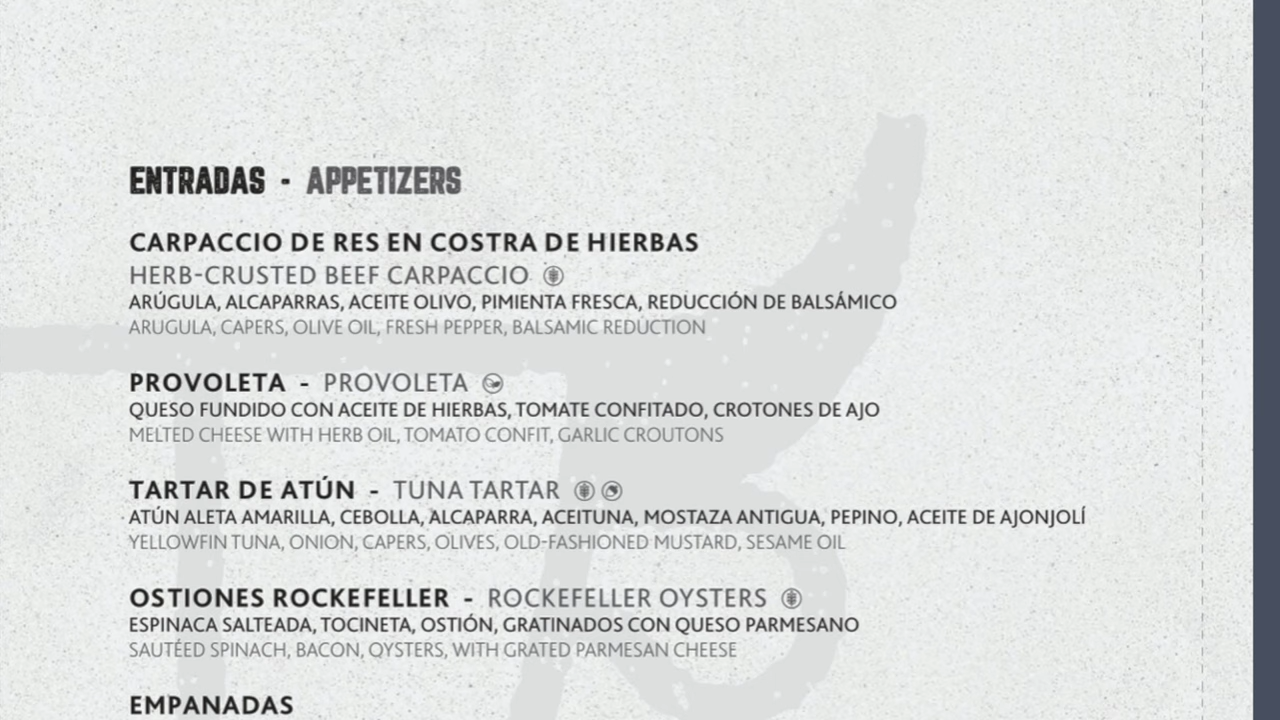 ENTRADAS - APPETIZERS
CARPACCIO DE RES EN COSTRA DE HIERBAS
HERB-CRUSTED BEEF CARPACCIO
ARÚGULA, ALCAPARRAS, ACEITE OLIVO, PIMIENTA FRESCA, REDUCCIÓN DE BALSÁMICO
ARUGULA, CAPERS, OLIVE OIL, FRESH PEPPER, BALSAMIC REDUCTION
PROVOLETA - PROVOLETA
QUESO FUNDIDO CON ACEITE DE HIERBAS, TOMATE CONFITADO, CROTONES DE AJO
MELTED CHEESE WITH HERB OIL, TOMATO CONFIT, GARLIC CROUTONS
TARTAR DE ATÚN - TUNA TARTAR
ATÚN ALETA AMARILLA, CEBOLLA, ALCAPARRA, ACEITUNA, MOSTAZA ANTIGUA, PEPINO, ACEITE DE AJONJOLÍ
YELLOWFIN TUNA, ONION, CAPERS, OLIVES, OLD-FASHIONED MUSTARD, SESAME OIL
OSTIONES ROCKEFELLER - ROCKEFELLER OYSTERS
ESPINACA SALTEADA, TOCINETA, OSTIÓN, GRATINADOS CON QUESO PARMESANO
SAUTÉED SPINACH, BACON, OYSTERS, WITH GRATED PARMESAN CHEESE
EMPANADAS